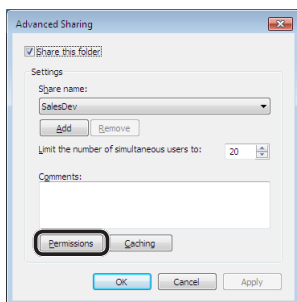 Advanced Sharing
Share this folder
Settings
Share name:
SalesDev
Add Remove
Limit the number of simultaneous users to: 20
Comments:
Permissions Caching
OK Cancel Apply